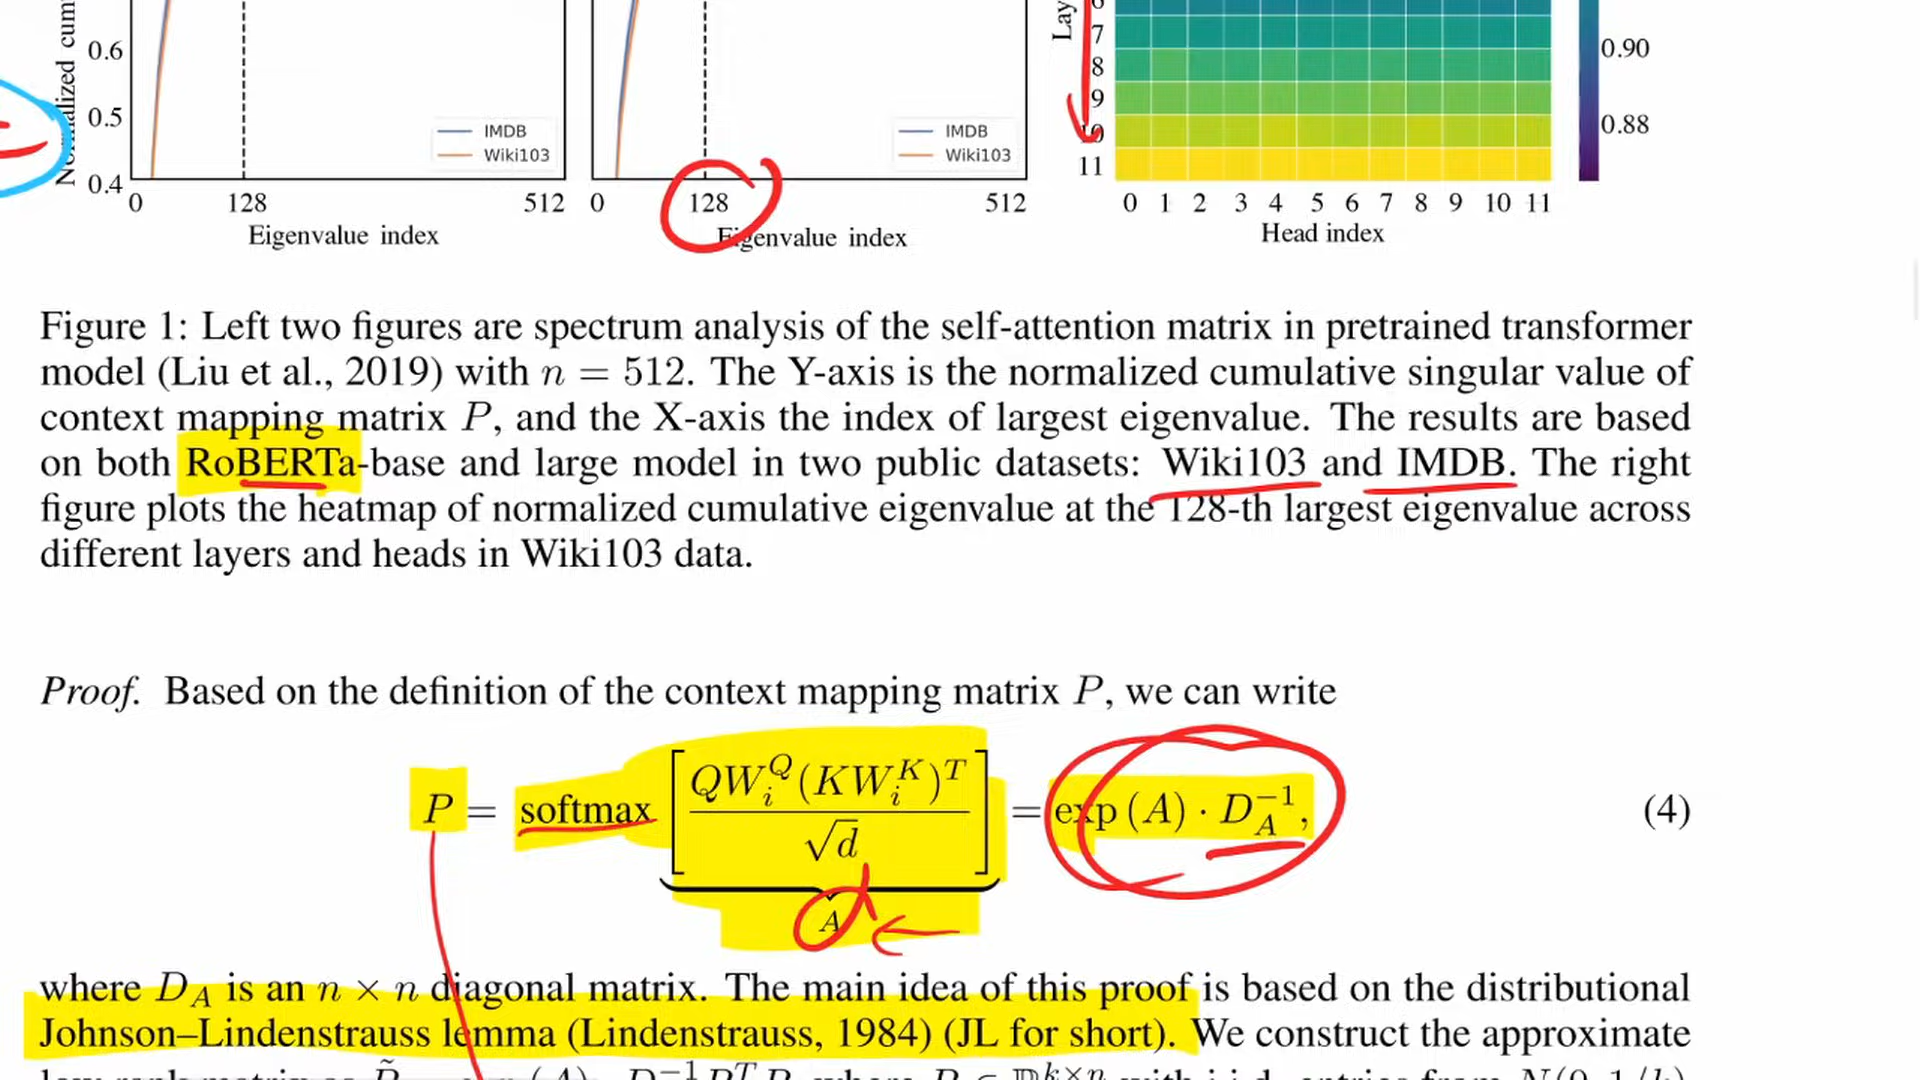 Normalized cum
0.6
0.5
0.4
IMDB
Wiki103
0 128 512
Eigenvalue index
IMDB
Wiki103
0 128 512
Eigenvalue index
Lay
6
7
8
9
10
11
0 1 2 3 4 5 6 7 8 9 10 11
Head index
0.90
0.88
Figure 1: Left two figures are spectrum analysis of the self-attention matrix in pretrained transformer
model (Liu et al., 2019) with n = 512. The Y-axis is the normalized cumulative singular value of
context mapping matrix P, and the X-axis the index of largest eigenvalue. The results are based
on both RoBERTa-base and large model in two public datasets: Wiki103 and IMDB. The right
figure plots the heatmap of normalized cumulative eigenvalue at the 128-th largest eigenvalue across
different layers and heads in Wiki103 data.
Proof. Based on the definition of the context mapping matrix P, we can write
P = softmax [QW_i^Q(KW_i^K)^T / √d] = exp (A) · D_A^{-1}, (4)
A
where D_A is an n × n diagonal matrix. The main idea of this proof is based on the distributional
Johnson–Lindenstrauss lemma (Lindenstrauss, 1984) (JL for short). We construct the approximate